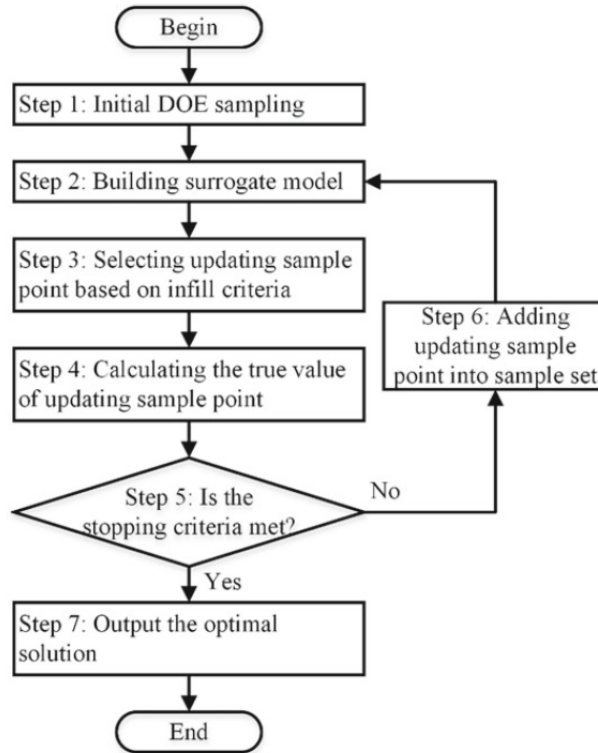 Begin
Step 1: Initial DOE sampling
Step 2: Building surrogate model
Step 3: Selecting updating sample
point based on infill criteria
Step 4: Calculating the true value
of updating sample point
Step 5: Is the
stopping criteria met?
No
Step 6: Adding
updating sample
point into sample set
Yes
Step 7: Output the optimal
solution
End